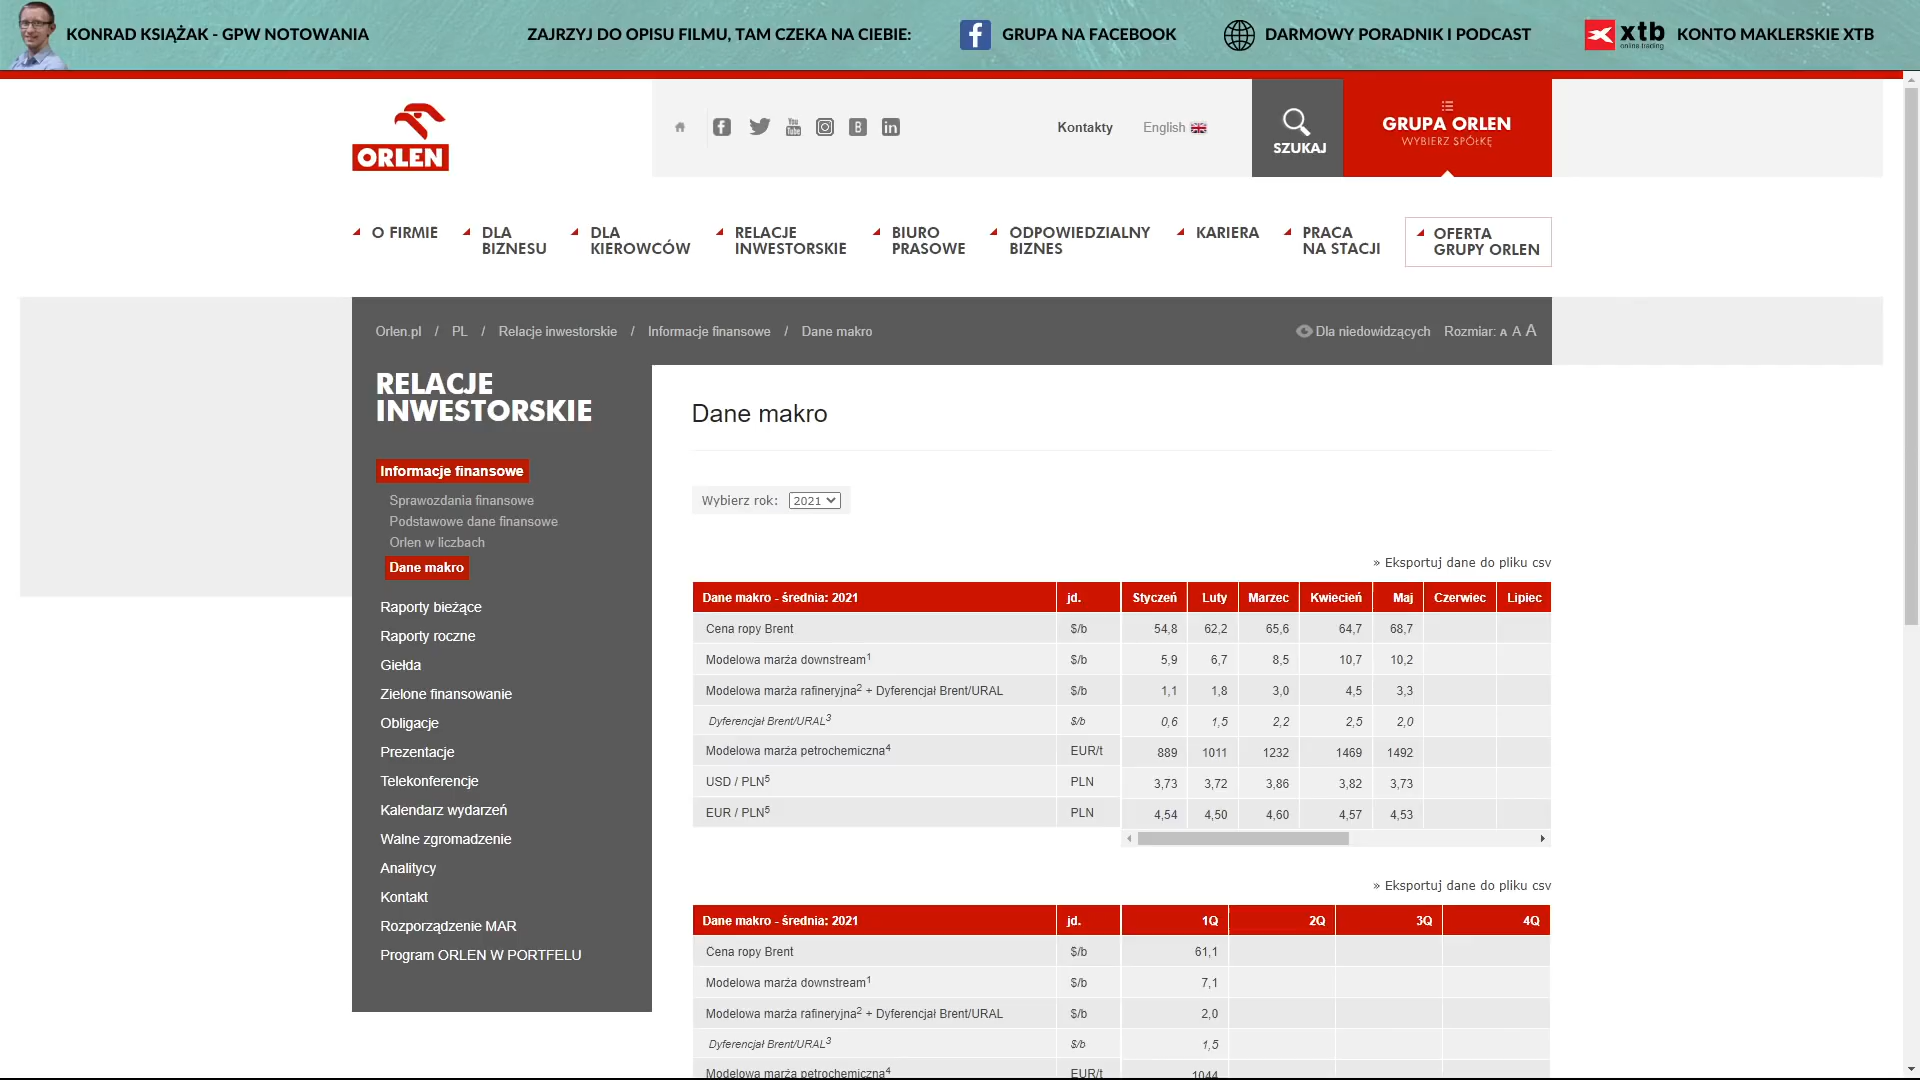 KONRAD KSIĄŻAK - GPW NOTOWANIA
ZAJRZYJ DO OPISU FILMU, TAM CZEKA NA CIEBIE:
GRUPA NA FACEBOOK
DARMOWY PORADNIK I PODCAST
xtb
online trading
KONTO MAKLERSKIE XTB
ORLEN
You
Tube
B
in
Kontakty
English
SZUKAJ
GRUPA ORLEN
WYBIERZ SPÓŁKĘ
O FIRMIE
DLA
BIZNESU
DLA
KIEROWCÓW
RELACJE
INWESTORSKIE
BIURO
PRASOWE
ODPOWIEDZIALNY
BIZNES
KARIERA
PRACA
NA STACJI
OFERTA
GRUPY ORLEN
Orlen.pl / PL / Relacje inwestorskie / Informacje finansowe / Dane makro
Dla niedowidzących Rozmiar: A A A
RELACJE
INWESTORSKIE
Informacje finansowe
Sprawozdania finansowe
Podstawowe dane finansowe
Orlen w liczbach
Dane makro
Raporty bieżące
Raporty roczne
Giełda
Zielone finansowanie
Obligacje
Prezentacje
Telekonferencje
Kalendarz wydarzeń
Walne zgromadzenie
Analitycy
Kontakt
Rozporządzenie MAR
Program ORLEN W PORTFELU
Dane makro
Wybierz rok: 2021
» Eksportuj dane do pliku csv
Dane makro - średnia: 2021 jd. Styczeń Luty Marzec Kwiecień Maj Czerwiec Lipiec
Cena ropy Brent $/b 54,8 62,2 65,6 64,7 68,7
Modelowa marża downstream1 $/b 5,9 6,7 8,5 10,7 10,2
Modelowa marża rafineryjna2 + Dyferencjał Brent/URAL $/b 1,1 1,8 3,0 4,5 3,3
Dyferencjał Brent/URAL3 $/b 0,6 1,5 2,2 2,5 2,0
Modelowa marża petrochemiczna4 EUR/t 889 1011 1232 1469 1492
USD / PLN5 PLN 3,73 3,72 3,86 3,82 3,73
EUR / PLN5 PLN 4,54 4,50 4,60 4,57 4,53
» Eksportuj dane do pliku csv
Dane makro - średnia: 2021 jd. 1Q 2Q 3Q 4Q
Cena ropy Brent $/b 61,1
Modelowa marża downstream1 $/b 7,1
Modelowa marża rafineryjna2 + Dyferencjał Brent/URAL $/b 2,0
Dyferencjał Brent/URAL3 $/b 1,5
Modelowa marża petrochemiczna4 EUR/t 1044